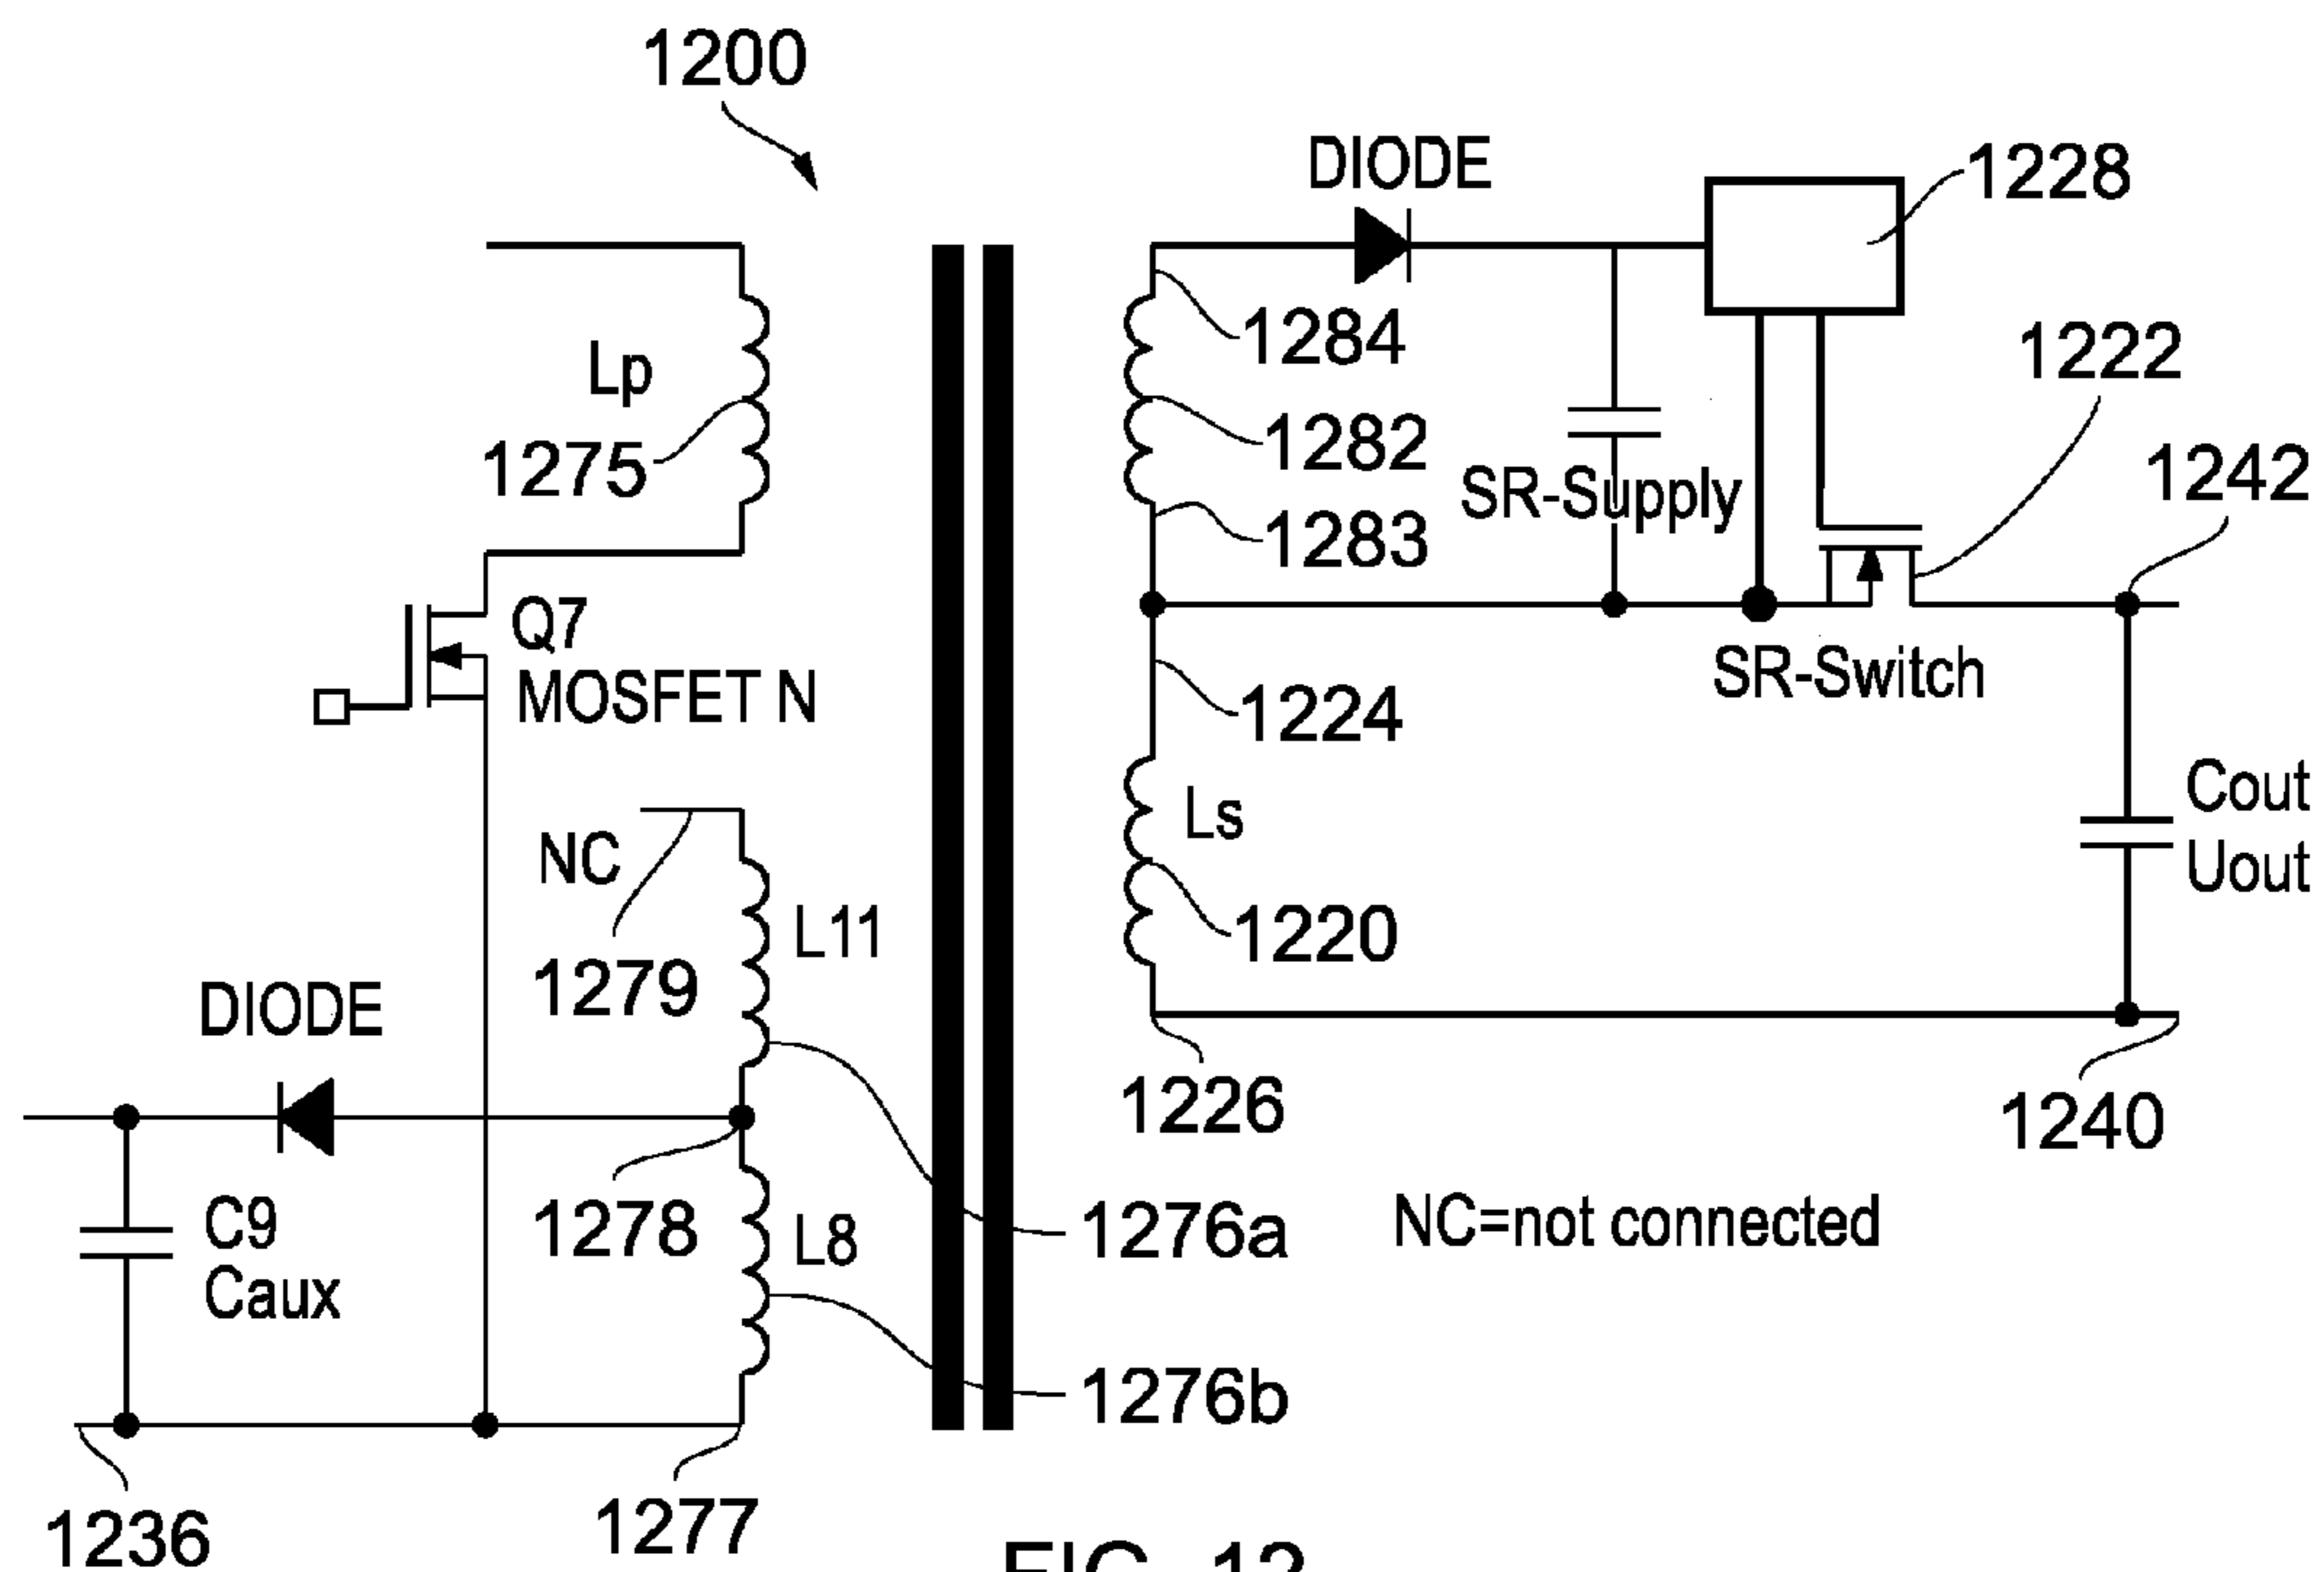 1200
DIODE
1228
1284
1222
Lp
1282
1242
1275
SR-Supply
1283
Q7
MOSFET N
SR-Switch
1224
Cout
Uout
Ls
NC
L11
1220
1279
DIODE
1226
1240
C9
Caux
1278
L8
1276a
NC=not connected
1276b
1236
1277
FIG. 12